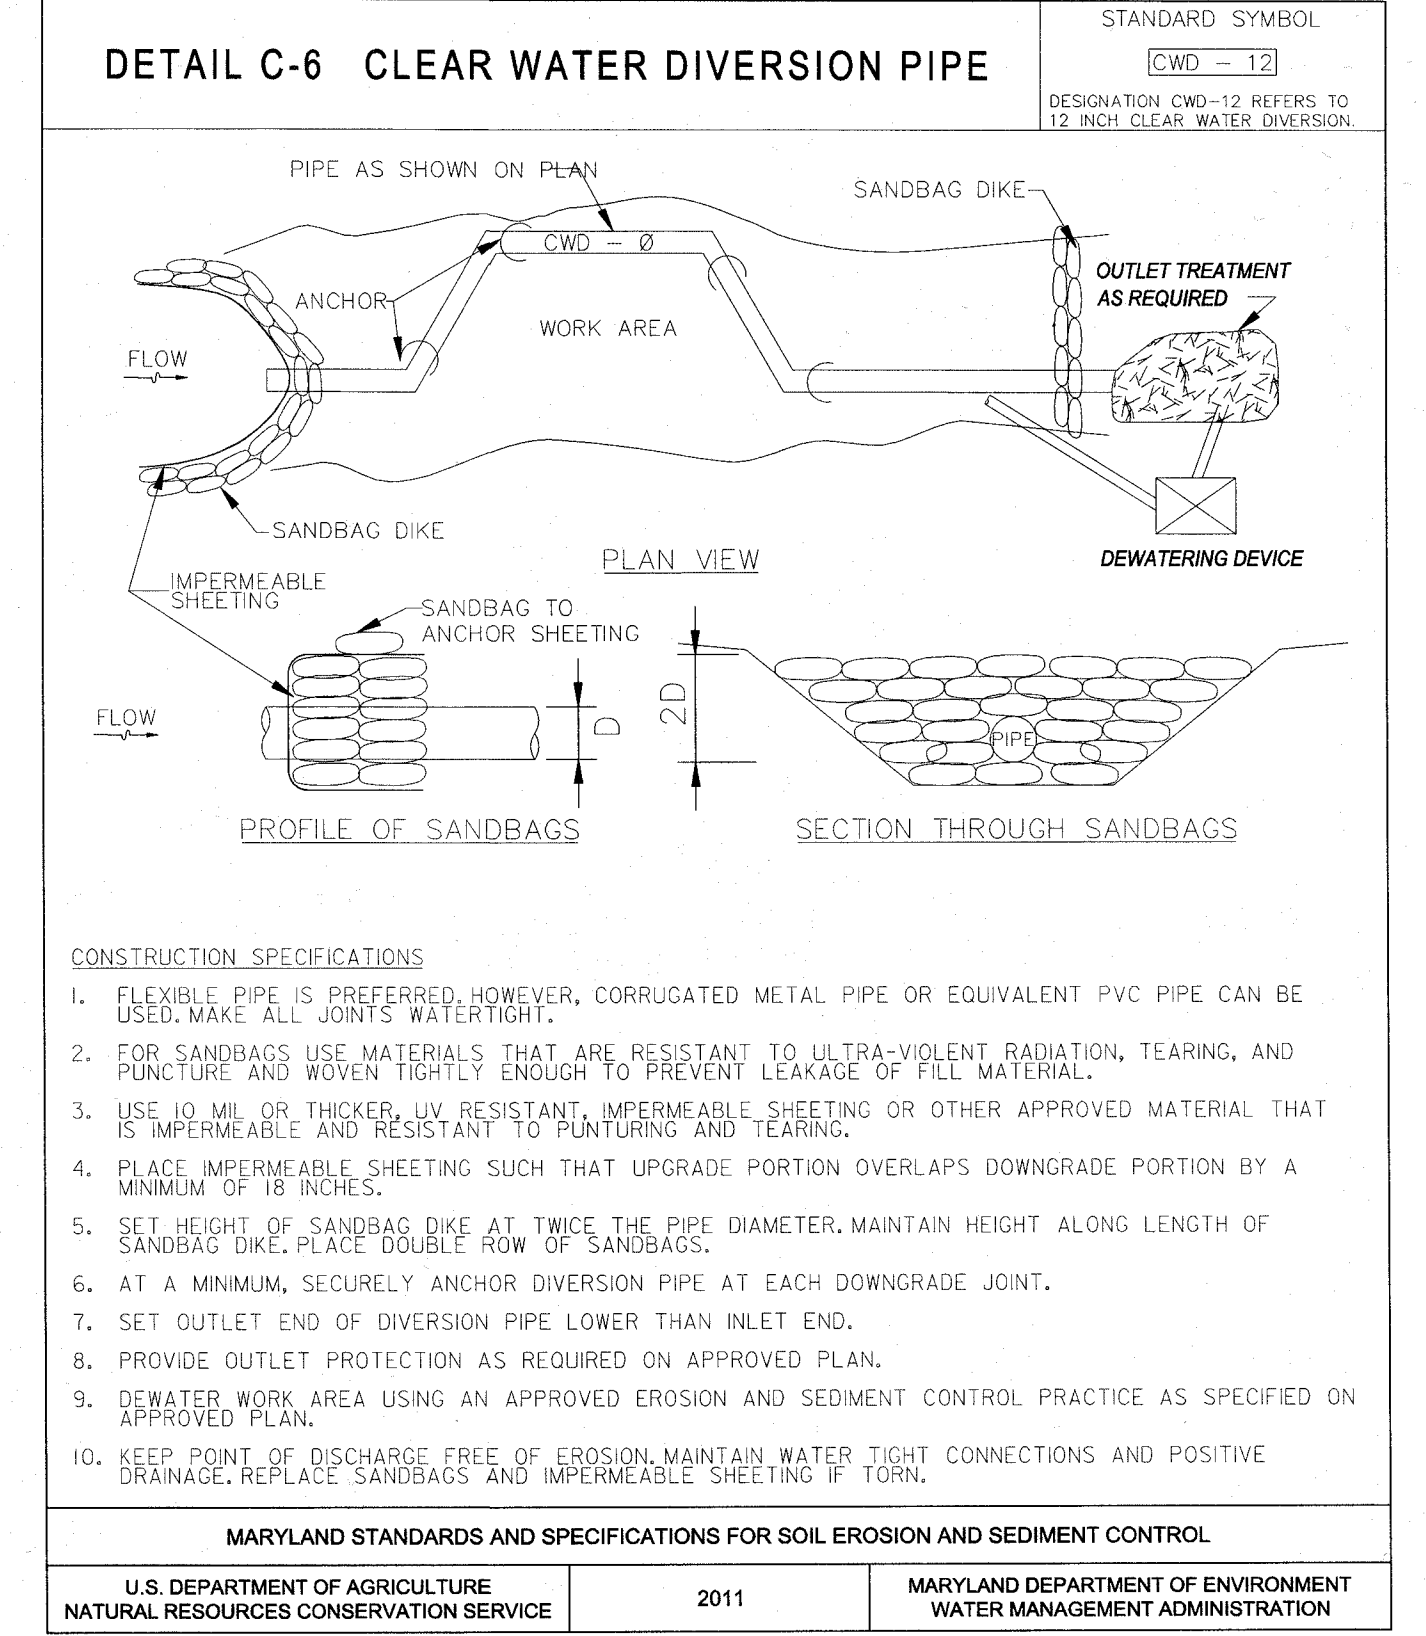 DETAIL C-6 CLEAR WATER DIVERSION PIPE
STANDARD SYMBOL
CWD - 12
DESIGNATION CWD-12 REFERS TO
12 INCH CLEAR WATER DIVERSION.
PIPE AS SHOWN ON PLAN
SANDBAG DIKE
CWD - Ø
OUTLET TREATMENT
AS REQUIRED
ANCHOR
WORK AREA
FLOW
SANDBAG DIKE
PLAN VIEW
DEWATERING DEVICE
IMPERMEABLE
SHEETING
SANDBAG TO
ANCHOR SHEETING
FLOW
D
2D
PIPE
PROFILE OF SANDBAGS
SECTION THROUGH SANDBAGS
CONSTRUCTION SPECIFICATIONS
1. FLEXIBLE PIPE IS PREFERRED. HOWEVER, CORRUGATED METAL PIPE OR EQUIVALENT PVC PIPE CAN BE
USED. MAKE ALL JOINTS WATERTIGHT.
2. FOR SANDBAGS USE MATERIALS THAT ARE RESISTANT TO ULTRA-VIOLENT RADIATION, TEARING, AND
PUNCTURE AND WOVEN TIGHTLY ENOUGH TO PREVENT LEAKAGE OF FILL MATERIAL.
3. USE 10 MIL OR THICKER, UV RESISTANT, IMPERMEABLE SHEETING OR OTHER APPROVED MATERIAL THAT
IS IMPERMEABLE AND RESISTANT TO PUNTURING AND TEARING.
4. PLACE IMPERMEABLE SHEETING SUCH THAT UPGRADE PORTION OVERLAPS DOWNGRADE PORTION BY A
MINIMUM OF 18 INCHES.
5. SET HEIGHT OF SANDBAG DIKE AT TWICE THE PIPE DIAMETER. MAINTAIN HEIGHT ALONG LENGTH OF
SANDBAG DIKE. PLACE DOUBLE ROW OF SANDBAGS.
6. AT A MINIMUM, SECURELY ANCHOR DIVERSION PIPE AT EACH DOWNGRADE JOINT.
7. SET OUTLET END OF DIVERSION PIPE LOWER THAN INLET END.
8. PROVIDE OUTLET PROTECTION AS REQUIRED ON APPROVED PLAN.
9. DEWATER WORK AREA USING AN APPROVED EROSION AND SEDIMENT CONTROL PRACTICE AS SPECIFIED ON
APPROVED PLAN.
10. KEEP POINT OF DISCHARGE FREE OF EROSION. MAINTAIN WATER TIGHT CONNECTIONS AND POSITIVE
DRAINAGE. REPLACE SANDBAGS AND IMPERMEABLE SHEETING IF TORN.
MARYLAND STANDARDS AND SPECIFICATIONS FOR SOIL EROSION AND SEDIMENT CONTROL
U.S. DEPARTMENT OF AGRICULTURE
NATURAL RESOURCES CONSERVATION SERVICE
2011
MARYLAND DEPARTMENT OF ENVIRONMENT
WATER MANAGEMENT ADMINISTRATION